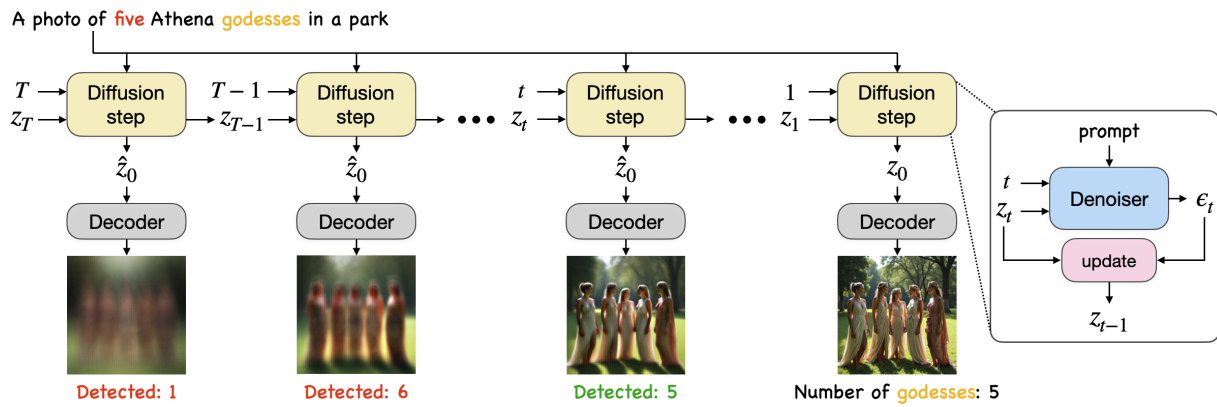 A photo of five Athena godesses in a park
T
z_T
Diffusion step
T − 1
z_{T−1}
Diffusion step
•••
t
z_t
Diffusion step
•••
1
z_1
Diffusion step
ẑ_0
ẑ_0
ẑ_0
z_0
Decoder
Decoder
Decoder
Decoder
Detected: 1
Detected: 6
Detected: 5
Number of godesses: 5
prompt
t
z_t
Denoiser
ϵ_t
update
z_{t−1}